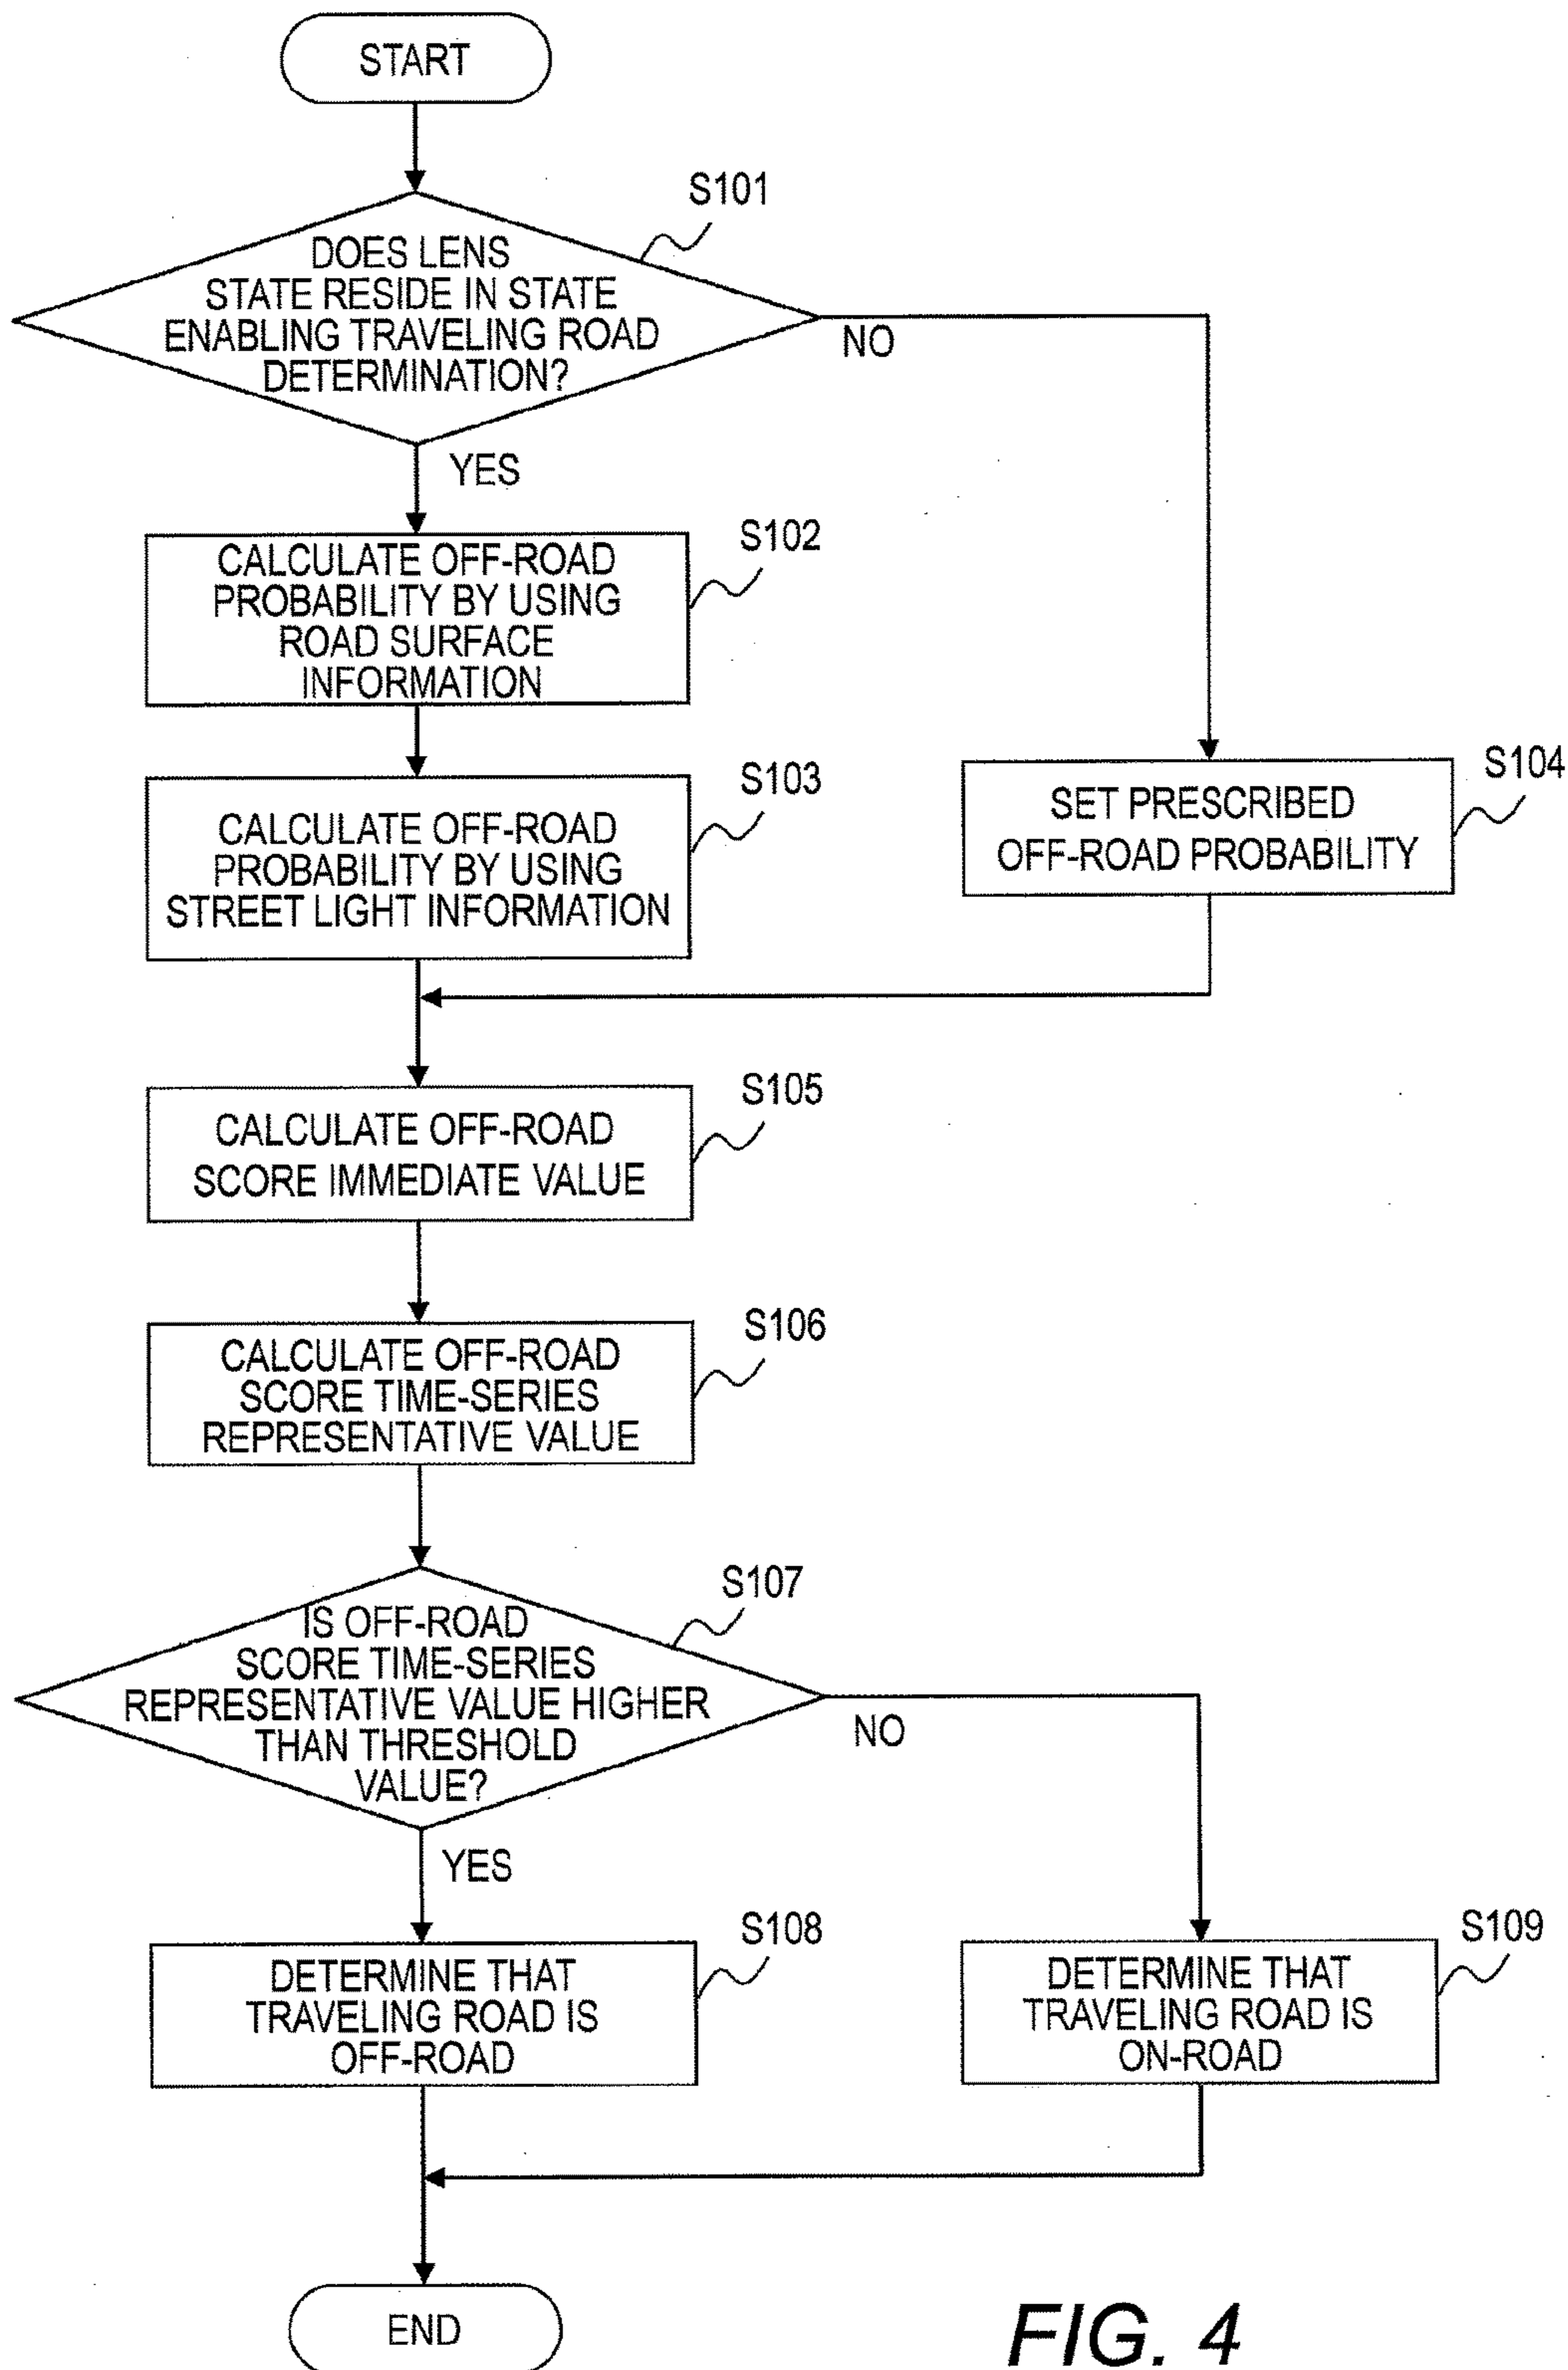 START
S101
DOES LENS
STATE RESIDE IN STATE
ENABLING TRAVELING ROAD
DETERMINATION?
NO
YES
S102
CALCULATE OFF-ROAD
PROBABILITY BY USING
ROAD SURFACE
INFORMATION
S103
CALCULATE OFF-ROAD
PROBABILITY BY USING
STREET LIGHT INFORMATION
S104
SET PRESCRIBED
OFF-ROAD PROBABILITY
S105
CALCULATE OFF-ROAD
SCORE IMMEDIATE VALUE
S106
CALCULATE OFF-ROAD
SCORE TIME-SERIES
REPRESENTATIVE VALUE
S107
IS OFF-ROAD
SCORE TIME-SERIES
REPRESENTATIVE VALUE HIGHER
THAN THRESHOLD
VALUE?
NO
YES
S108
DETERMINE THAT
TRAVELING ROAD IS
OFF-ROAD
S109
DETERMINE THAT
TRAVELING ROAD IS
ON-ROAD
END
FIG. 4